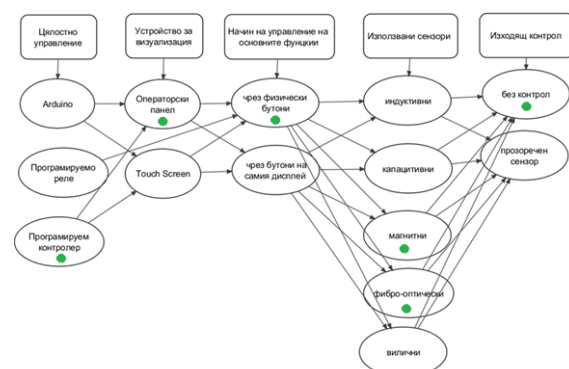 Цялостно
управление
Устройство за
визуализация
Начин на управление на
основните фунцкии
Използвани сензори
Изходящ контрол
Arduino
Операторски
панел
чрез физически
бутони
индуктивни
без контрол
Програмируемо
реле
Touch Screen
чрез бутони на
самия дисплей
капацитивни
прозоречен
сензор
Програмируем
контролер
магнитни
фибро-оптически
вилични